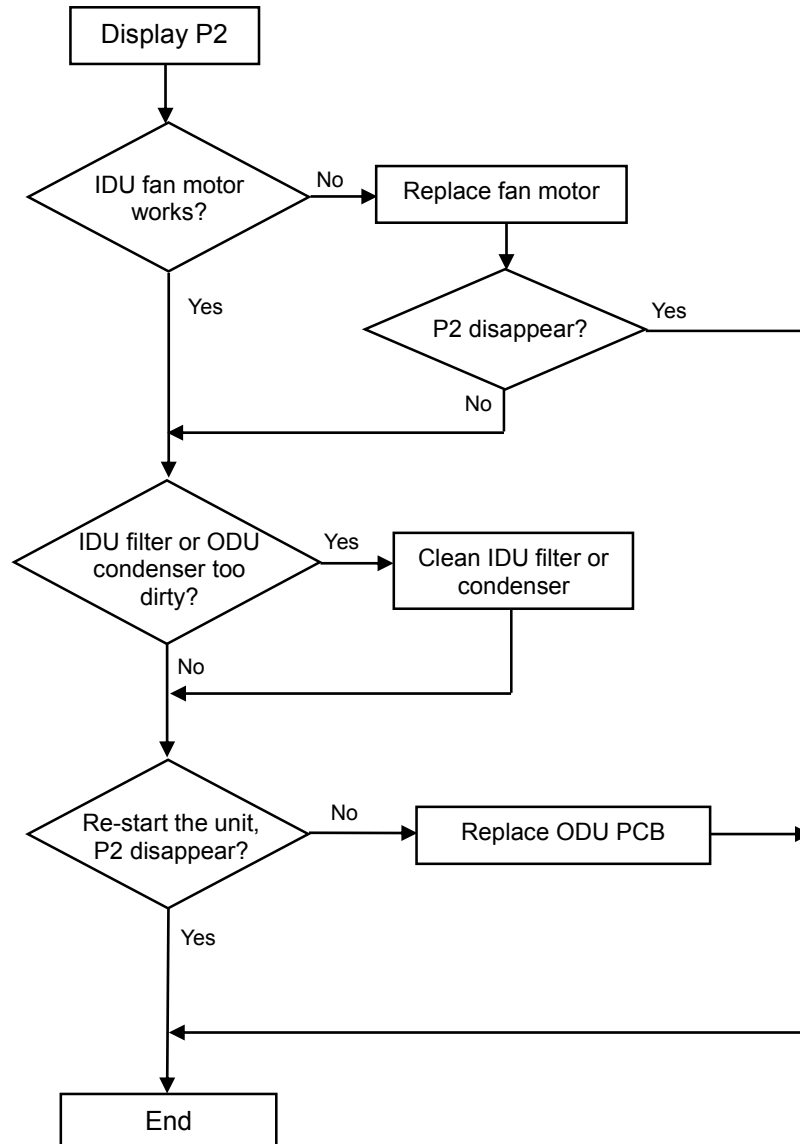 Display P2
IDU fan motor
works?
No
Replace fan motor
Yes
P2 disappear?
Yes
No
IDU filter or ODU
condenser too
dirty?
Yes
Clean IDU filter or
condenser
No
Re-start the unit,
P2 disappear?
No
Replace ODU PCB
Yes
End